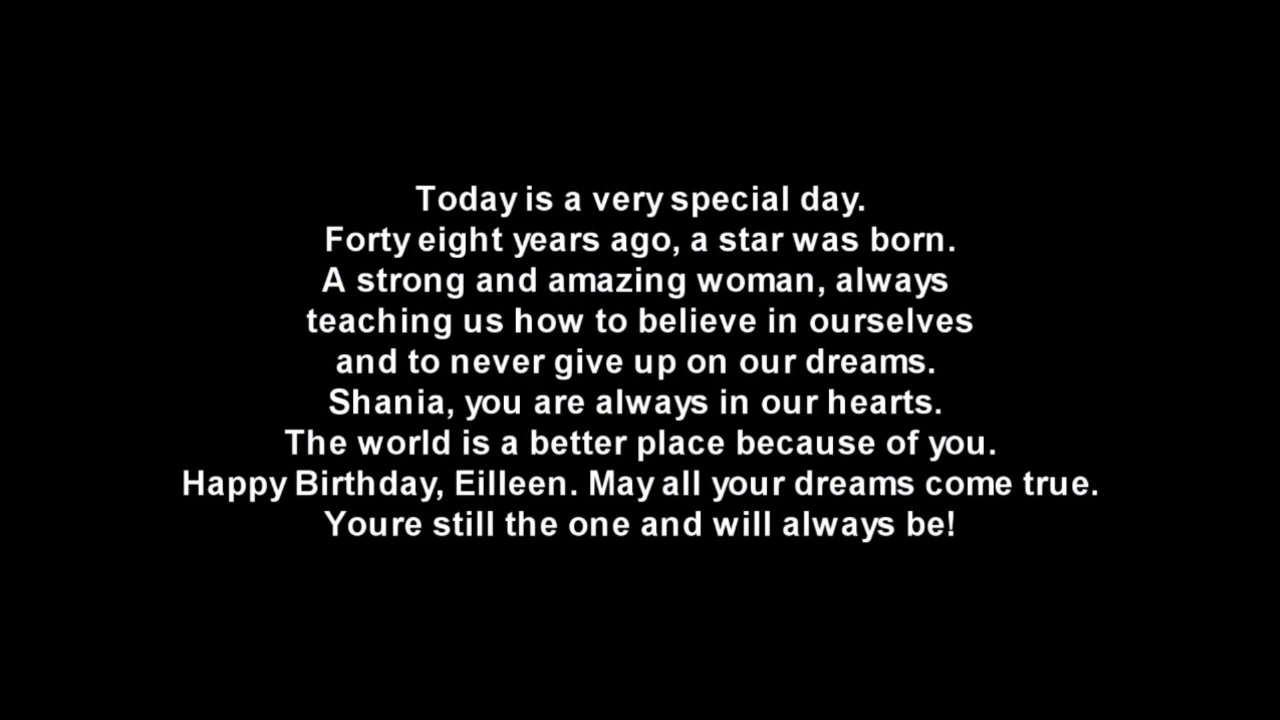 Today is a very special day.
Forty eight years ago, a star was born.
A strong and amazing woman, always
teaching us how to believe in ourselves
and to never give up on our dreams.
Shania, you are always in our hearts.
The world is a better place because of you.
Happy Birthday, Eilleen. May all your dreams come true.
Youre still the one and will always be!